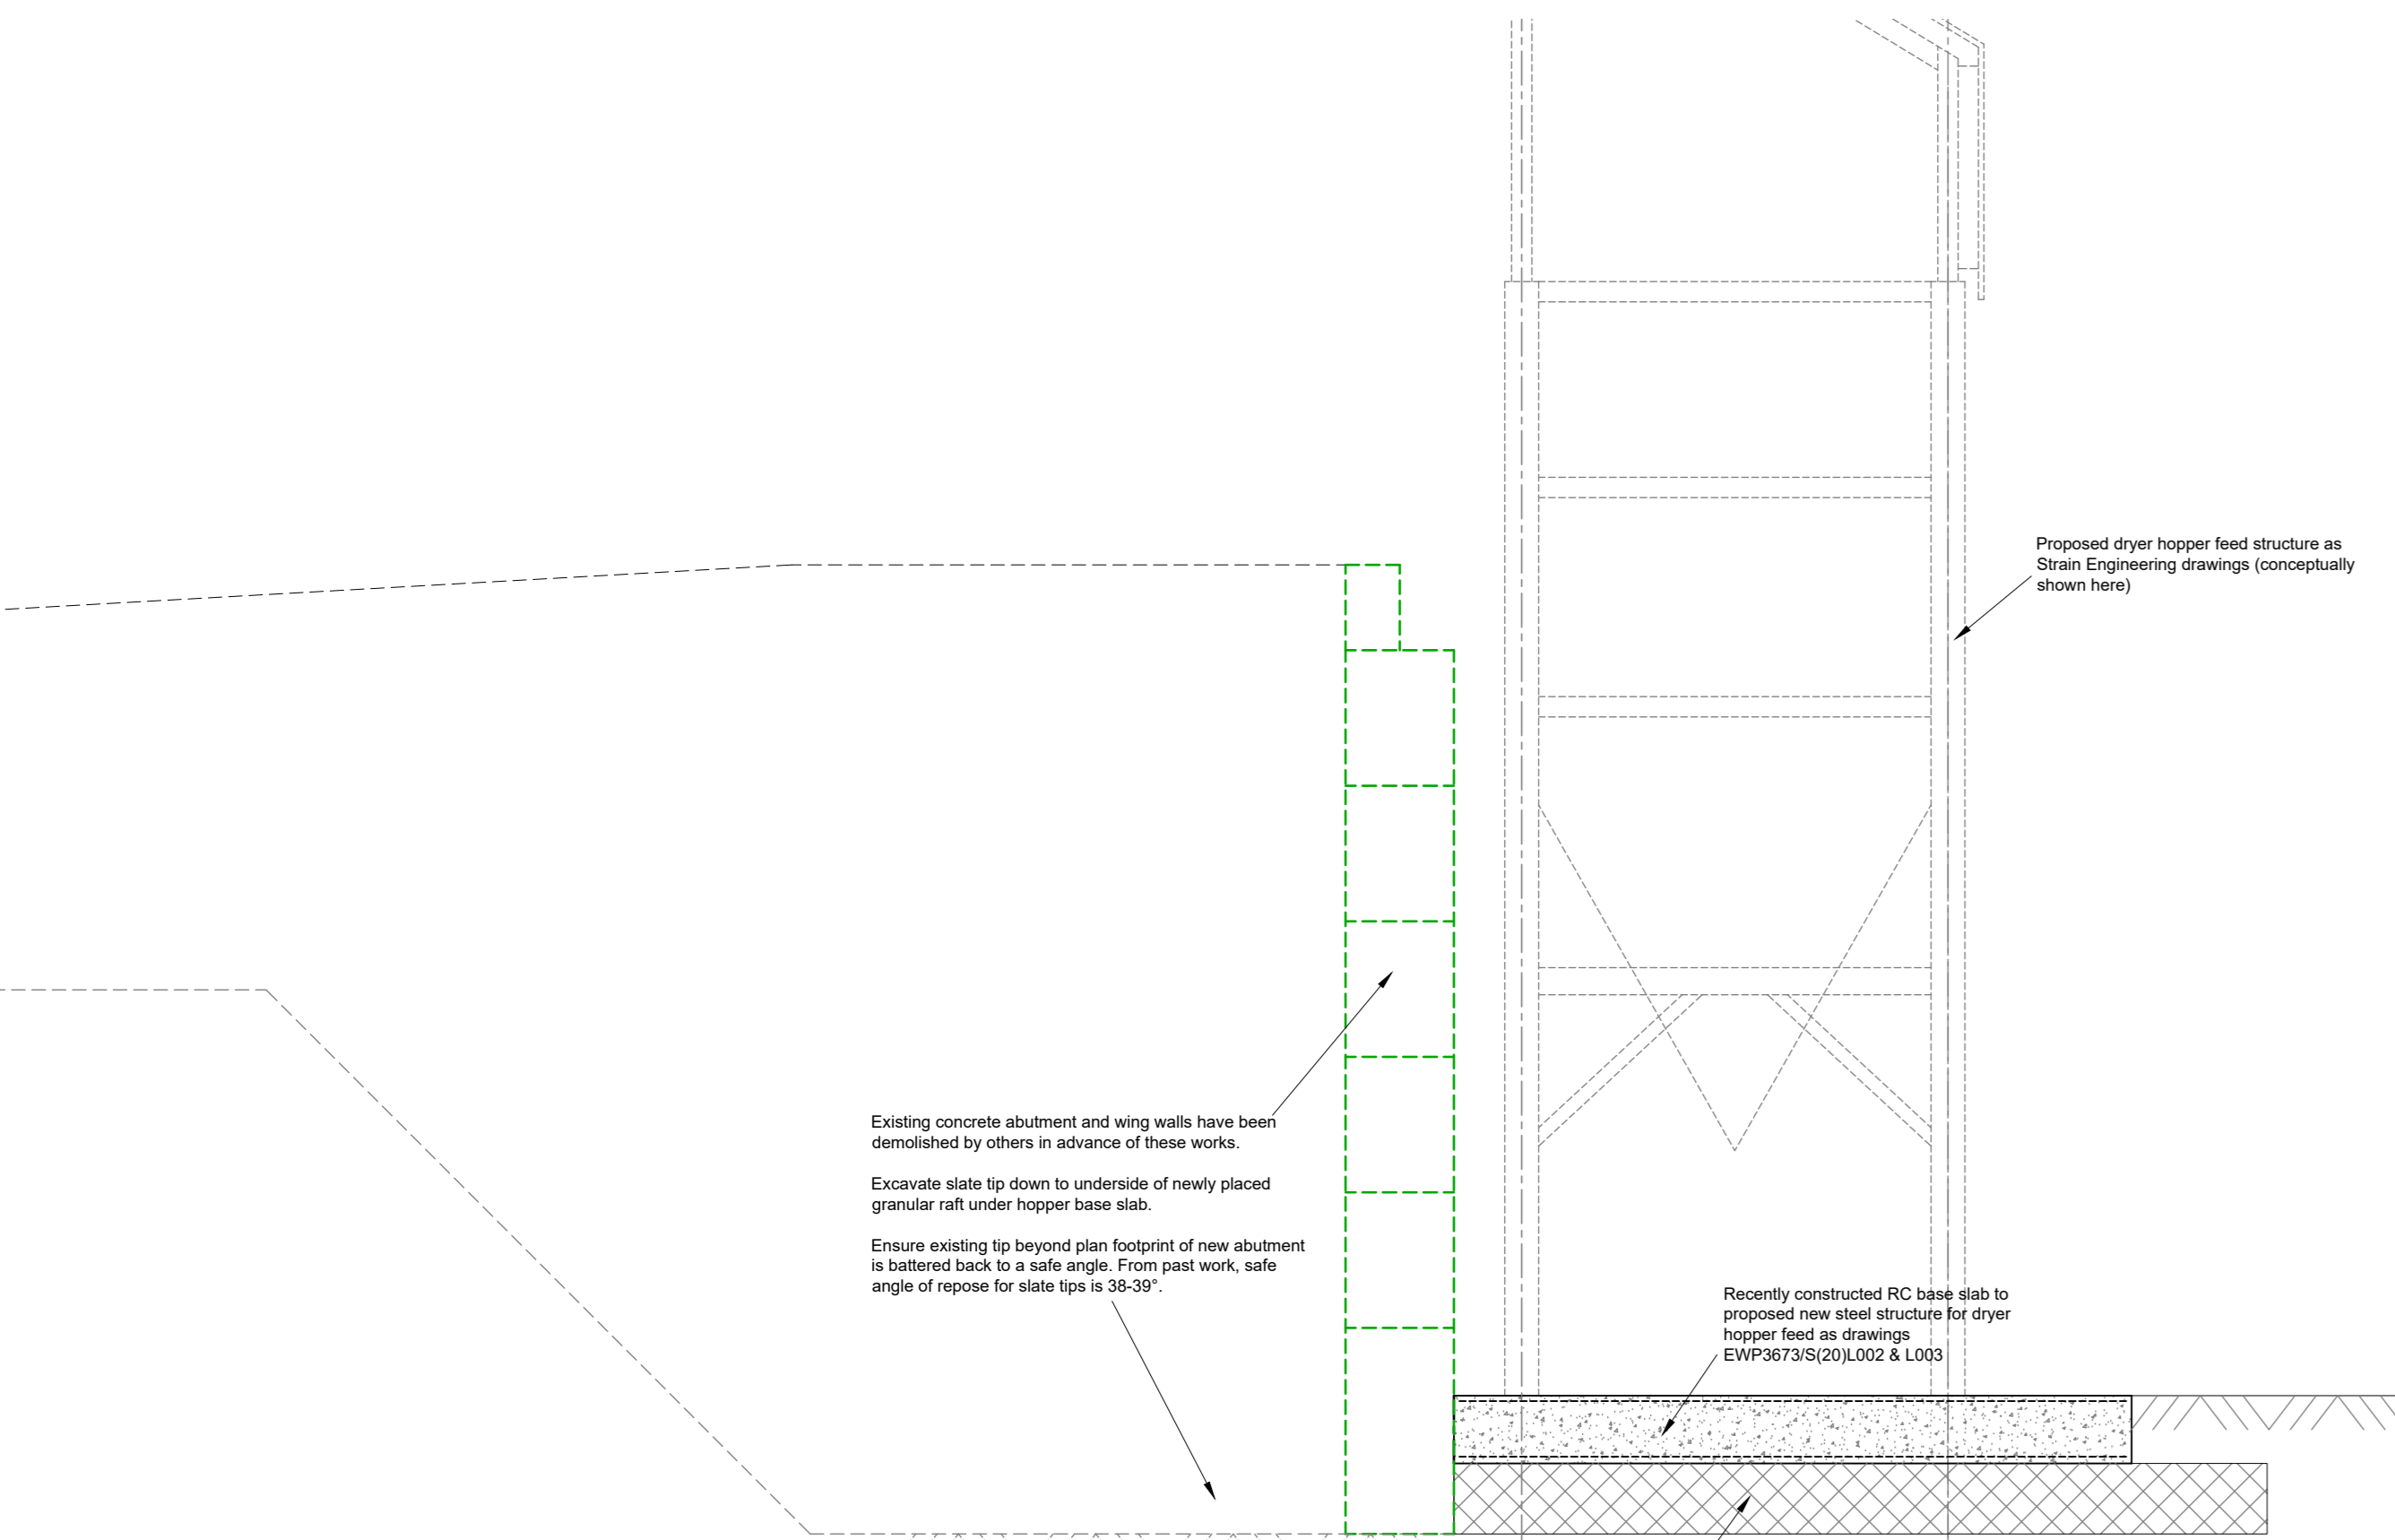 Proposed dryer hopper feed structure as
Strain Engineering drawings (conceptually
shown here)
Existing concrete abutment and wing walls have been
demolished by others in advance of these works.
Excavate slate tip down to underside of newly placed
granular raft under hopper base slab.
Ensure existing tip beyond plan footprint of new abutment
is battered back to a safe angle. From past work, safe
angle of repose for slate tips is 38-39°.
Recently constructed RC base slab to
proposed new steel structure for dryer
hopper feed as drawings
EWP3673/S(20)L002 & L003